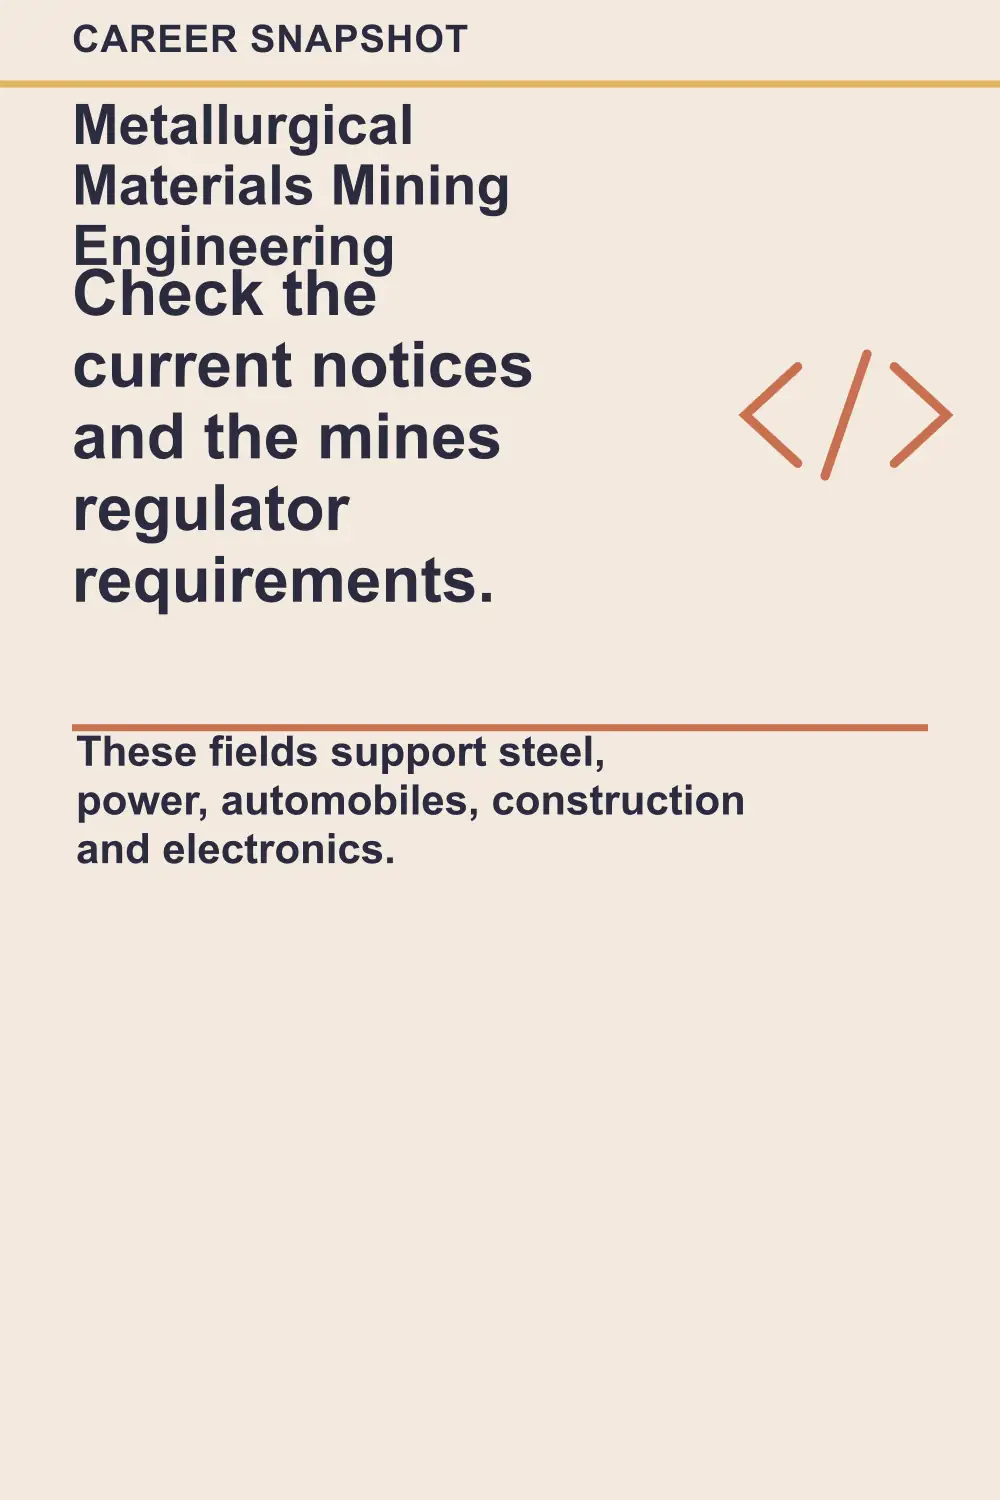 CAREER SNAPSHOT
Metallurgical
Materials Mining
Engineering
Check the
current notices
and the mines
regulator
requirements.
These fields support steel,
power, automobiles, construction
and electronics.